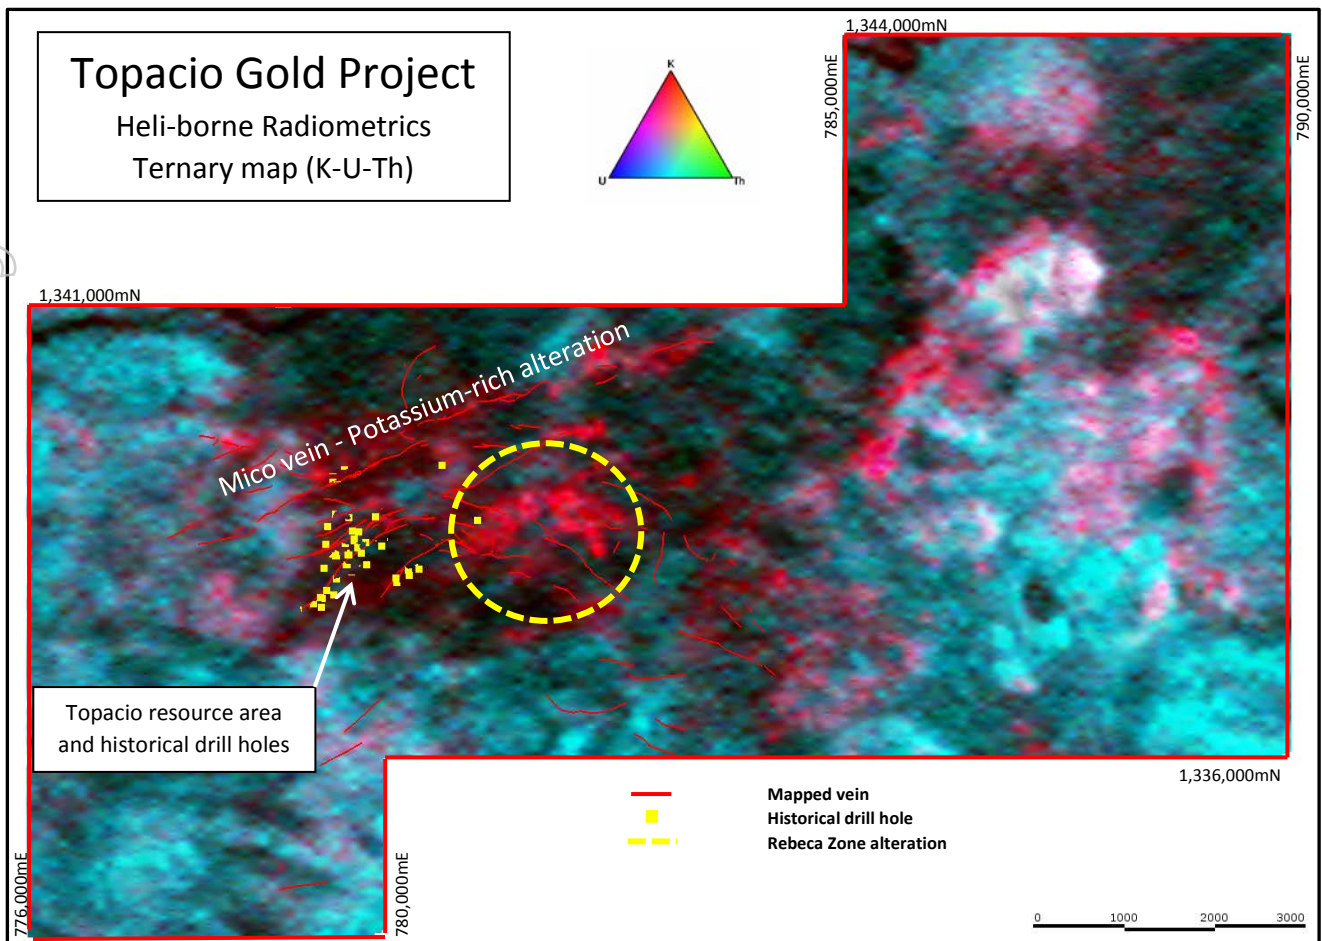 Topacio Gold Project
Heli-borne Radiometrics
Ternary map (K-U-Th)
K
U
Th
1,344,000mN
785,000mE
790,000mE
1,341,000mN
Mico vein - Potassium-rich alteration
Topacio resource area
and historical drill holes
1,336,000mN
776,000mE
780,000mE
Mapped vein
Historical drill hole
Rebeca Zone alteration
0 1000 2000 3000